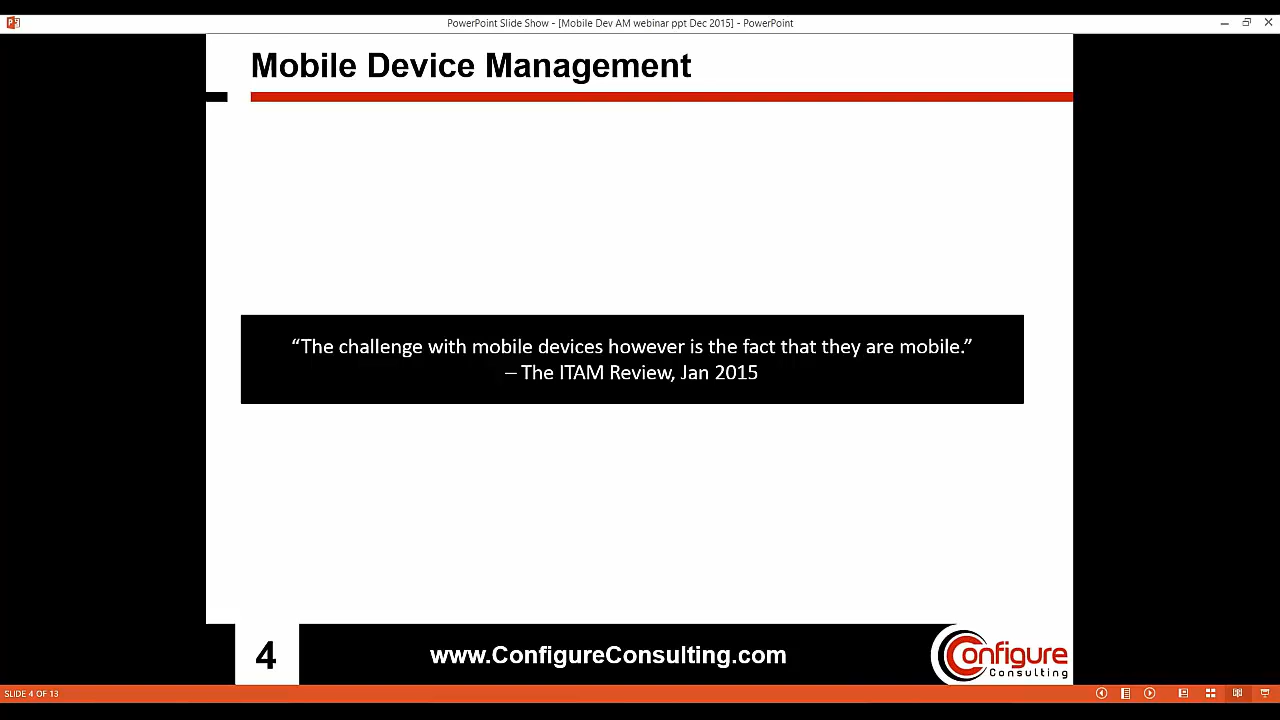 PowerPoint Slide Show - [Mobile Dev AM webinar ppt Dec 2015] - PowerPoint
Mobile Device Management
“The challenge with mobile devices however is the fact that they are mobile.”
– The ITAM Review, Jan 2015
4
www.ConfigureConsulting.com
Configure
Consulting
SLIDE 4 OF 13